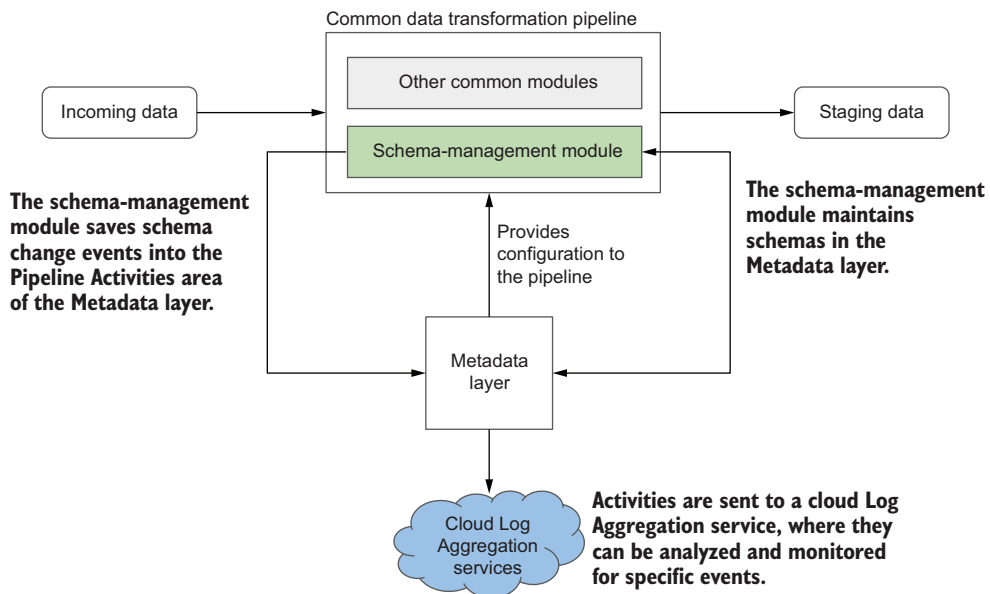 Common data transformation pipeline
Other common modules
Incoming data
Staging data
Schema-management module
The schema-management
module saves schema
change events into the
Pipeline Activities area
of the Metadata layer.
Provides
configuration to
the pipeline
The schema-management
module maintains
schemas in the
Metadata layer.
Metadata
layer
Cloud Log
Aggregation
services
Activities are sent to a cloud Log
Aggregation service, where they
can be analyzed and monitored
for specific events.